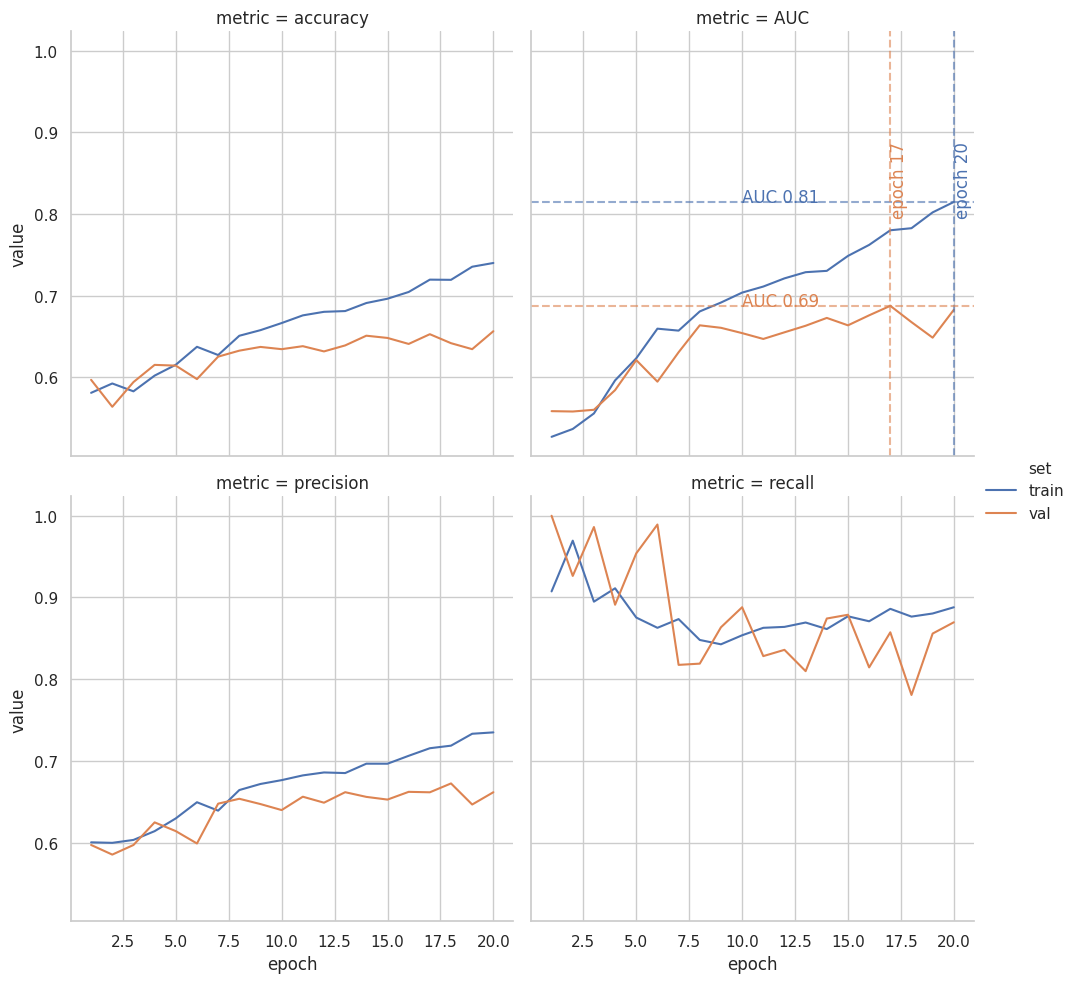 metric = accuracy
metric = AUC
1.0
0.9
0.8
0.7
0.6
value
AUC 0.81
AUC 0.69
epoch 17
epoch 20
set
train
val
metric = precision
metric = recall
1.0
0.9
0.8
0.7
0.6
value
2.5 5.0 7.5 10.0 12.5 15.0 17.5 20.0
2.5 5.0 7.5 10.0 12.5 15.0 17.5 20.0
epoch
epoch